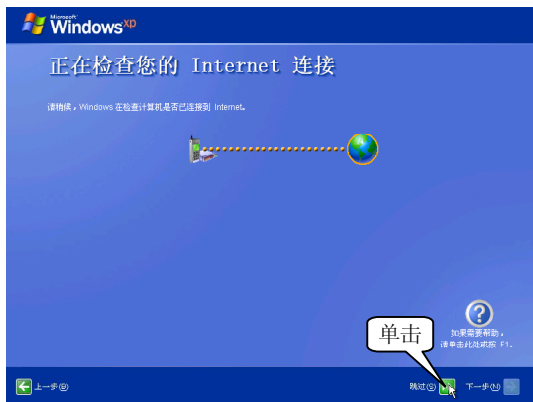 Microsoft
Windows xp
正在检查您的 Internet 连接
请稍候，Windows 在检查计算机是否已连接到 Internet。
单击
如果需要帮助，
请单击此处或按 F1。
上一步(B)
跳过(S)
下一步(N)